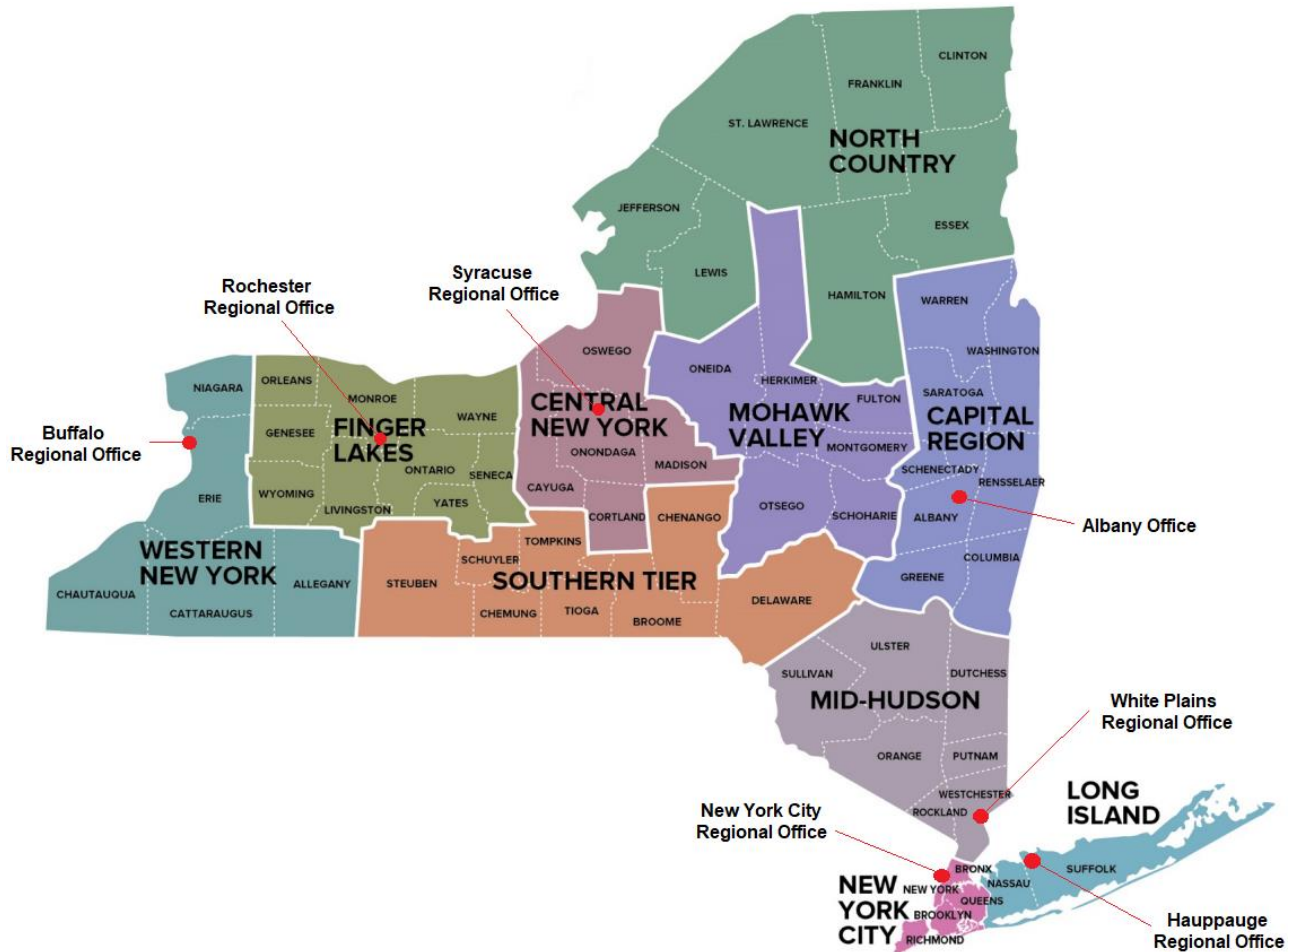 CLINTON
FRANKLIN
ST. LAWRENCE
NORTH
COUNTRY
JEFFERSON
ESSEX
LEWIS
HAMILTON
Syracuse
Regional Office
Rochester
Regional Office
WARREN
WASHINGTON
OSWEGO
ONEIDA
HERKIMER
NIAGARA
ORLEANS
MONROE
WAYNE
SARATOGA
FULTON
CENTRAL
NEW YORK
MOHAWK
VALLEY
CAPITAL
REGION
FINGER
LAKES
Buffalo
Regional Office
GENESEE
MONTGOMERY
ONONDAGA
MADISON
ONTARIO
SENECA
SCHENECTADY
RENSSELAER
ERIE
WYOMING
LIVINGSTON
YATES
CAYUGA
CORTLAND
CHENANGO
OTSEGO
SCHOHARIE
ALBANY
Albany Office
WESTERN
NEW YORK
TOMPKINS
SCHUYLER
COLUMBIA
GREENE
CHAUTAUQUA
CATTARAUGUS
ALLEGANY
STEUBEN
SOUTHERN TIER
CHEMUNG
TIOGA
BROOME
DELAWARE
ULSTER
SULLIVAN
DUTCHESS
MID-HUDSON
White Plains
Regional Office
ORANGE
PUTNAM
WESTCHESTER
ROCKLAND
LONG
ISLAND
New York City
Regional Office
BRONX
SUFFOLK
NASSAU
NEW YORK
QUEENS
BROOKLYN
RICHMOND
NEW
YORK
CITY
Hauppauge
Regional Office